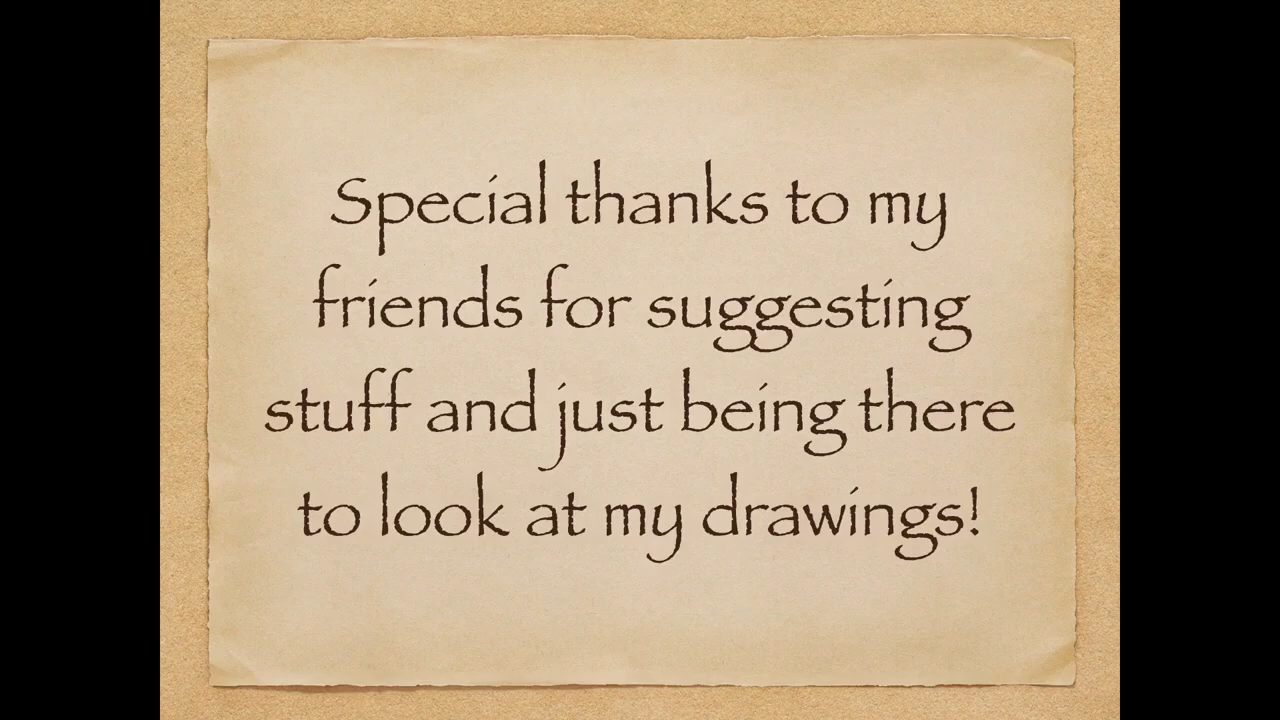 Special thanks to my
friends for suggesting
stuff and just being there
to look at my drawings!